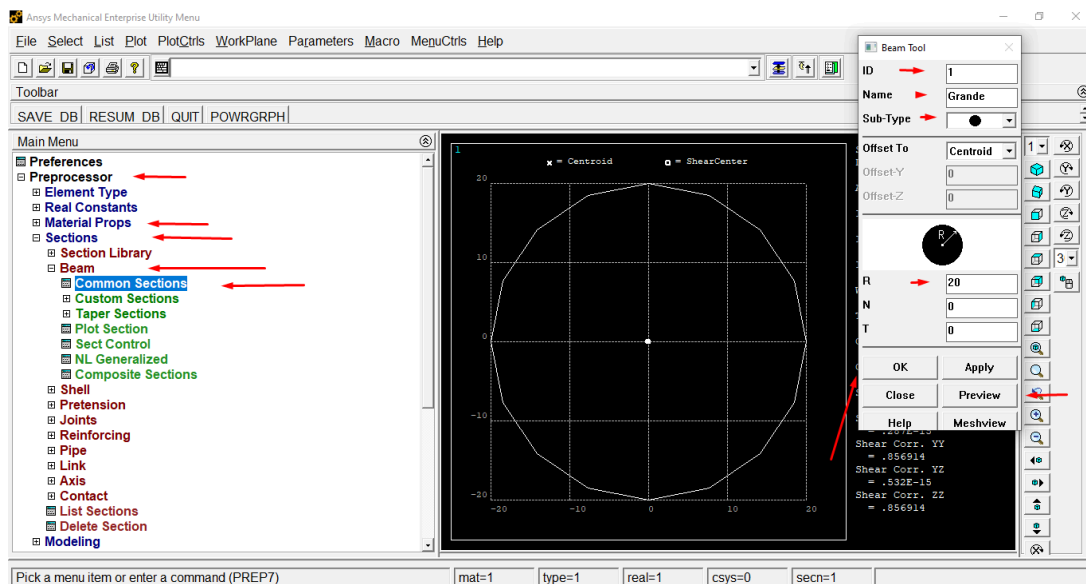 Ansys Mechanical Enterprise Utility Menu
File Select List Plot PlotCtrls WorkPlane Parameters Macro MenuCtrls Help
Toolbar
SAVE_DB RESUM_DB QUIT POWRGRPH
Main Menu
Preferences
Preprocessor
Element Type
Real Constants
Material Props
Sections
Section Library
Beam
Common Sections
Custom Sections
Taper Sections
Plot Section
Sect Control
NL Generalized
Composite Sections
Shell
Pretension
Joints
Reinforcing
Pipe
Link
Axis
Contact
List Sections
Delete Section
Modeling
1
x = Centroid
= ShearCenter
20
10
0
-10
-20
-20 -10 0 10 20
Shear Corr. YY
= .856914
Shear Corr. YZ
= .532E-15
Shear Corr. ZZ
= .856914
Beam Tool
ID 1
Name Grande
Sub-Type
Offset To Centroid
Offset-Y 0
Offset-Z 0
R
R 20
N 0
T 0
OK Apply
Close Preview
Help Meshview
1
3
Pick a menu item or enter a command (PREP7)
mat=1 type=1 real=1 csys=0 secn=1